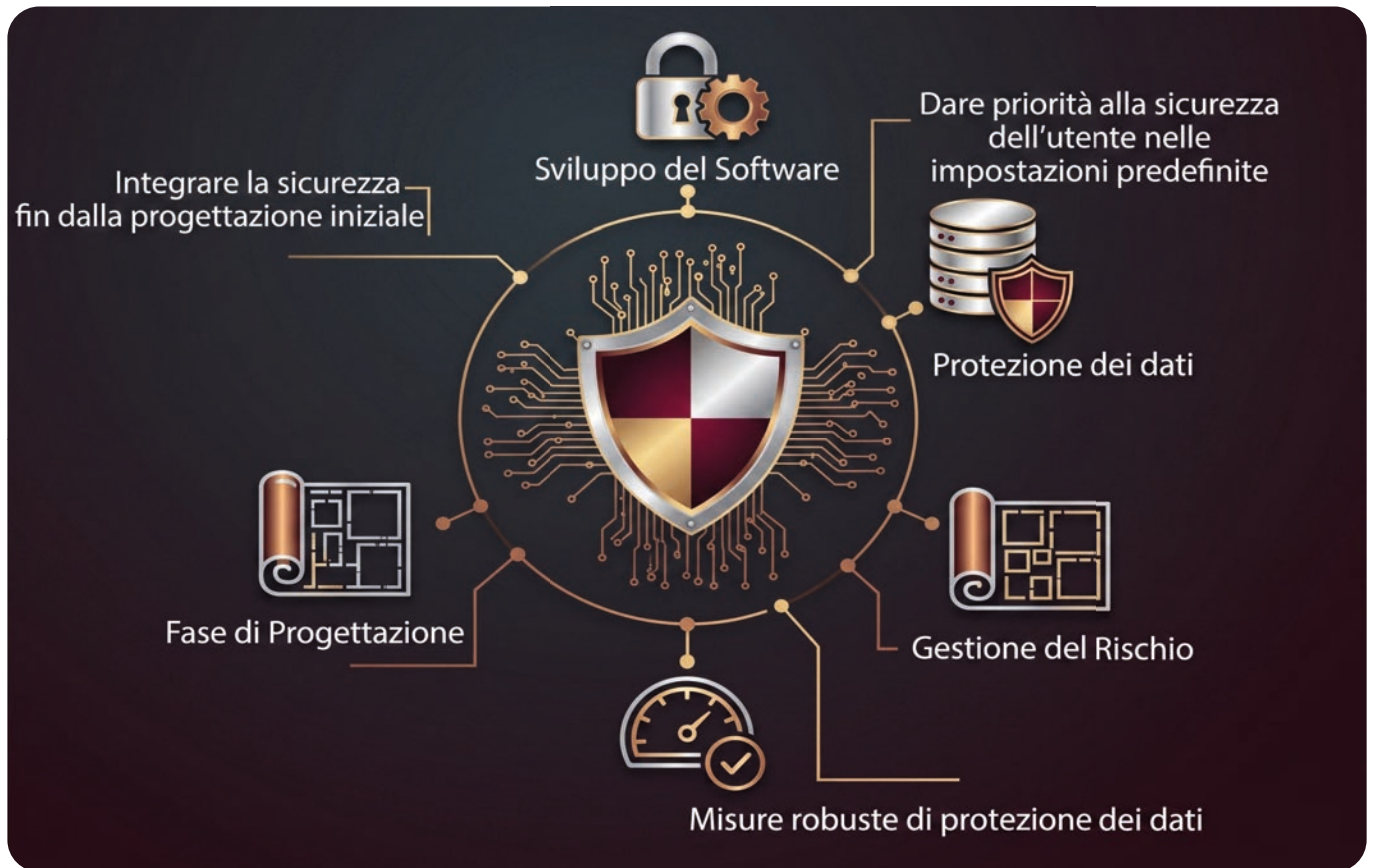 Sviluppo del Software
Dare priorità alla sicurezza
dell'utente nelle
impostazioni predefinite
Integrare la sicurezza
fin dalla progettazione iniziale
Protezione dei dati
Fase di Progettazione
Gestione del Rischio
Misure robuste di protezione dei dati